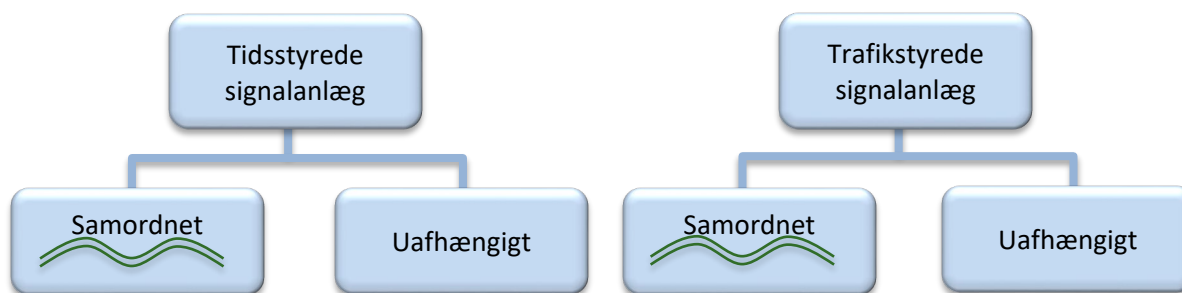 Tidsstyrede
signalanlæg
Samordnet
Uafhængigt
Trafikstyrede
signalanlæg
Samordnet
Uafhængigt